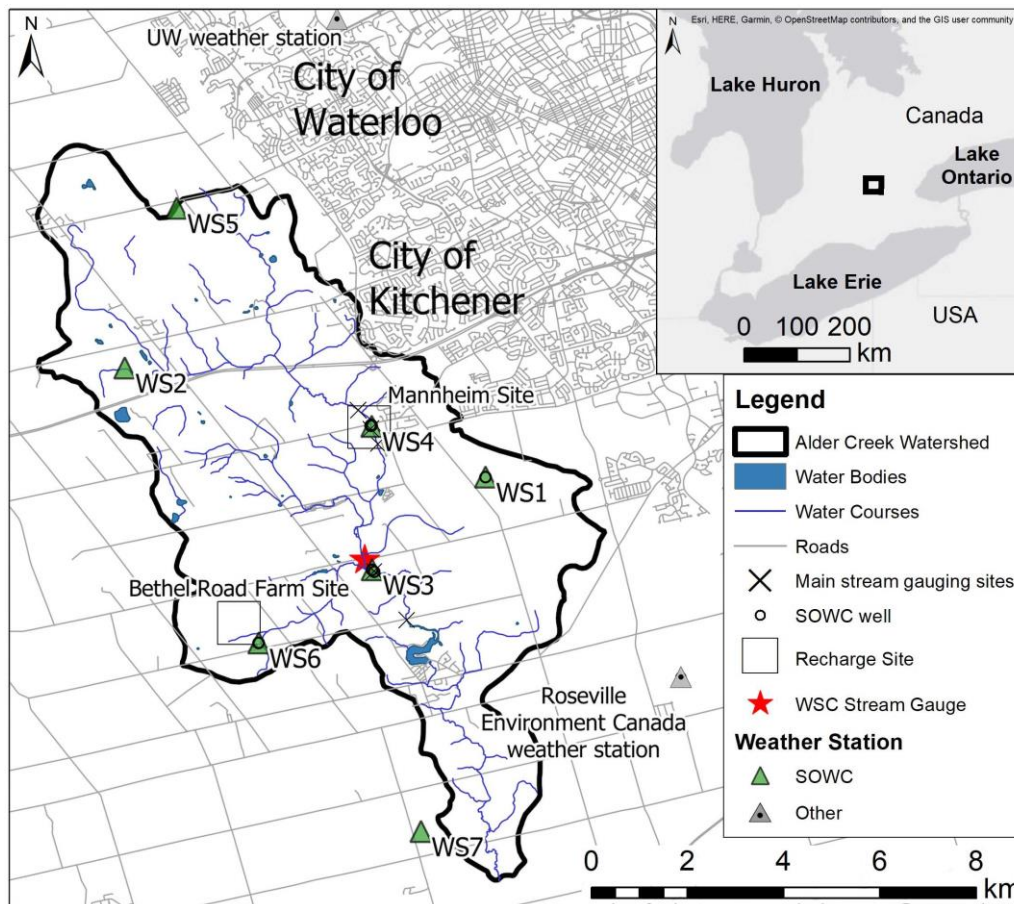 N
UW weather station
City of
Waterloo
WS5
City of
Kitchener
WS2
Mannheim Site
WS4
WS1
WS3
Bethel Road Farm Site
WS6
Roseville
Environment Canada
weather station
WS7
N
Esri, HERE, Garmin, © OpenStreetMap contributors, and the GIS user community
Lake Huron
Canada
Lake
Ontario
Lake Erie
USA
0 100 200
km
Legend
Alder Creek Watershed
Water Bodies
Water Courses
Roads
Main stream gauging sites
SOWC well
Recharge Site
WSC Stream Gauge
Weather Station
SOWC
Other
0 2 4 6 8
km